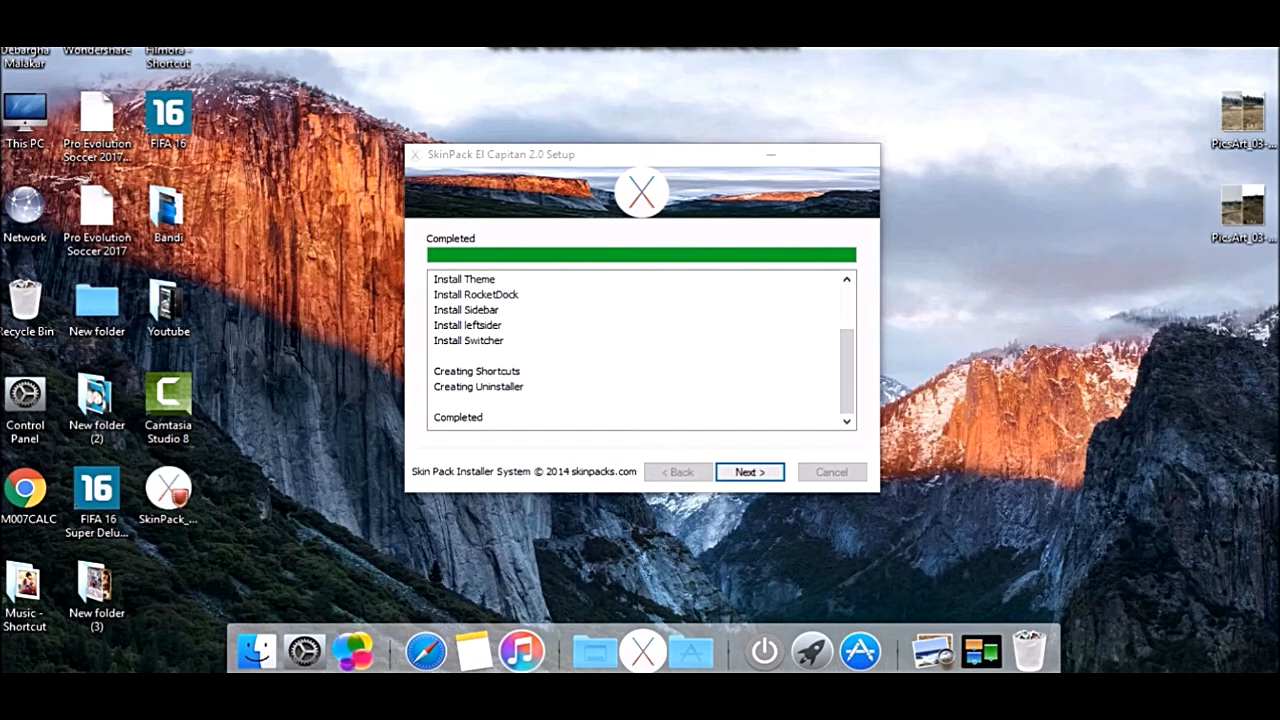 Debargha
Malakar
Wondershare
Filmora -
Shortcut
This PC
Pro Evolution
Soccer 2017...
16
FIFA 16
Network
Pro Evolution
Soccer 2017
Bandi
Recycle Bin
New folder
Youtube
Control
Panel
New folder
(2)
Camtasia
Studio 8
M007CALC
16
FIFA 16
Super Delu...
SkinPack_...
Music -
Shortcut
New folder
(3)
SkinPack El Capitan 2.0 Setup
Completed
Install Theme
Install RocketDock
Install Sidebar
Install leftsider
Install Switcher
Creating Shortcuts
Creating Uninstaller
Completed
Skin Pack Installer System © 2014 skinpacks.com
< Back
Next >
Cancel
PicsArt_03-...
PicsArt_03-...